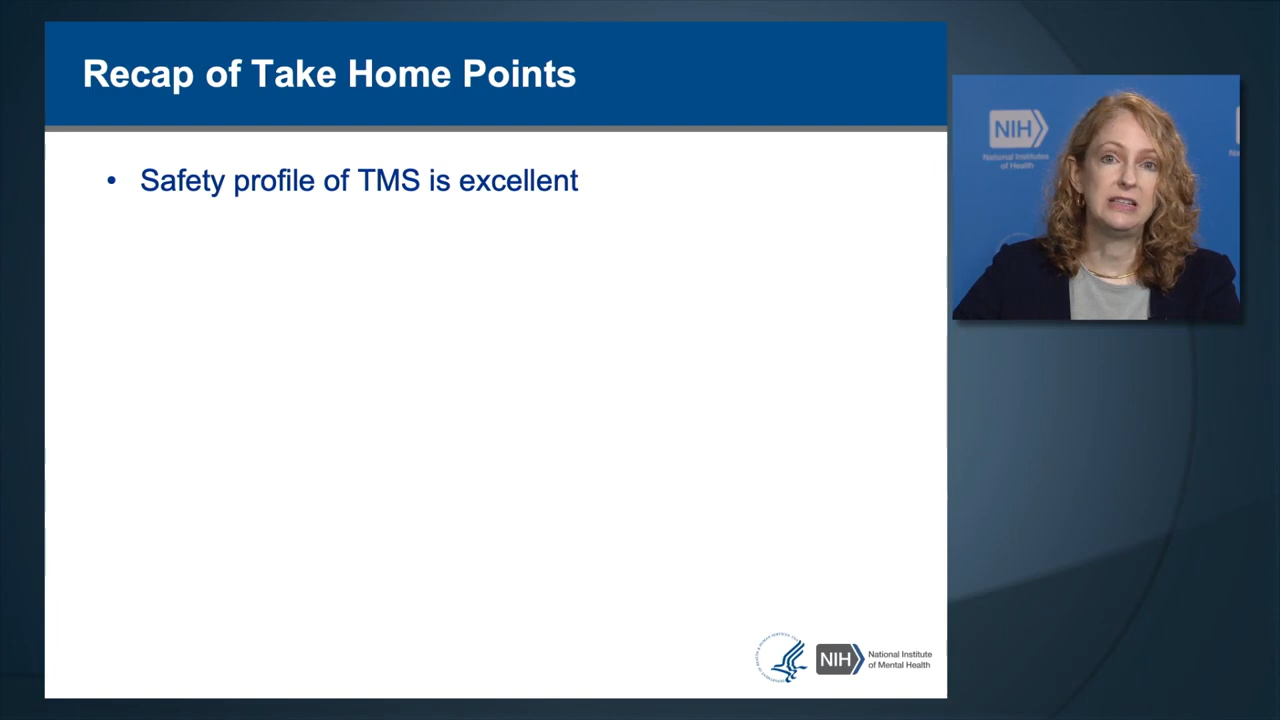 Recap of Take Home Points
• Safety profile of TMS is excellent
NIH
National Institutes
of Health
NIH
National Institute
of Mental Health